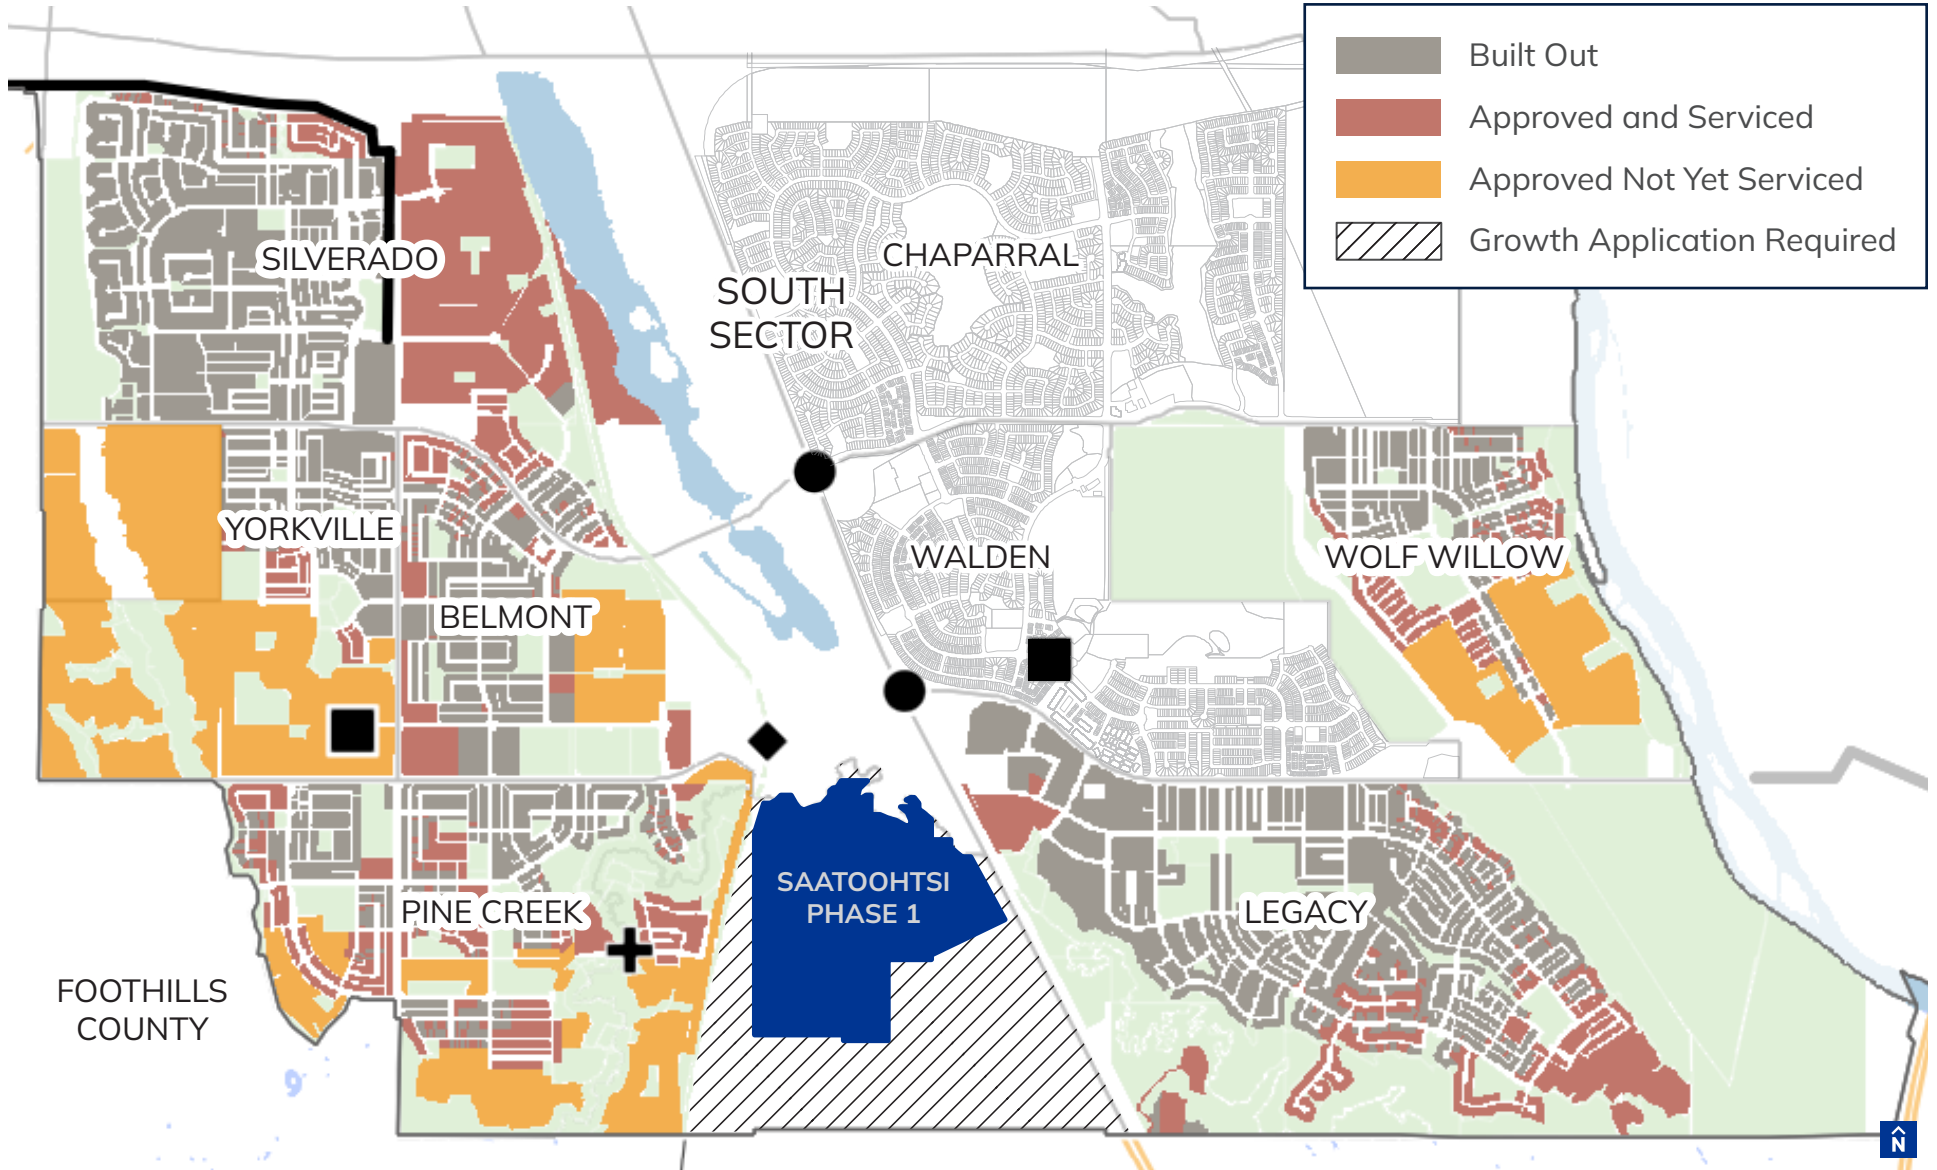 Built Out
Approved and Serviced
Approved Not Yet Serviced
Growth Application Required
SILVERADO
CHAPARRAL
SOUTH
SECTOR
YORKVILLE
WALDEN
WOLF WILLOW
BELMONT
SAATOOHTSI
PHASE 1
PINE CREEK
LEGACY
FOOTHILLS
COUNTY
N